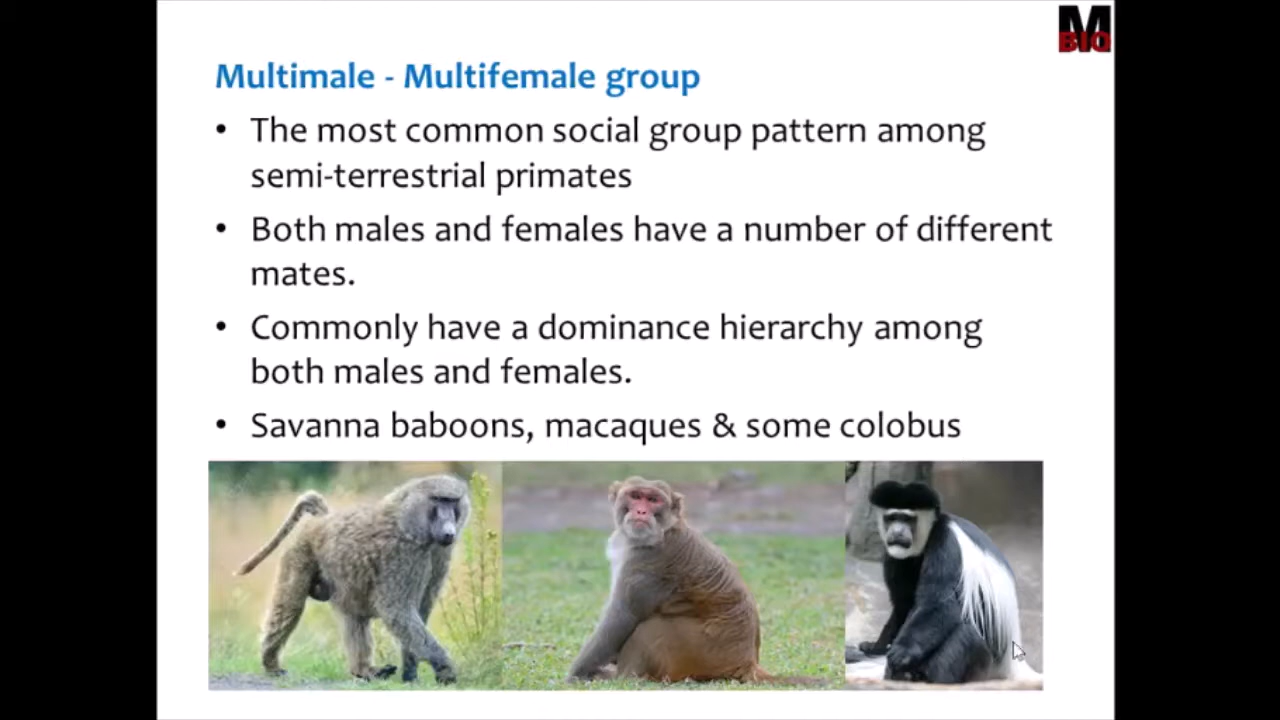 M
BIO
Multimale - Multifemale group
• The most common social group pattern among
semi-terrestrial primates
• Both males and females have a number of different
mates.
• Commonly have a dominance hierarchy among
both males and females.
• Savanna baboons, macaques & some colobus